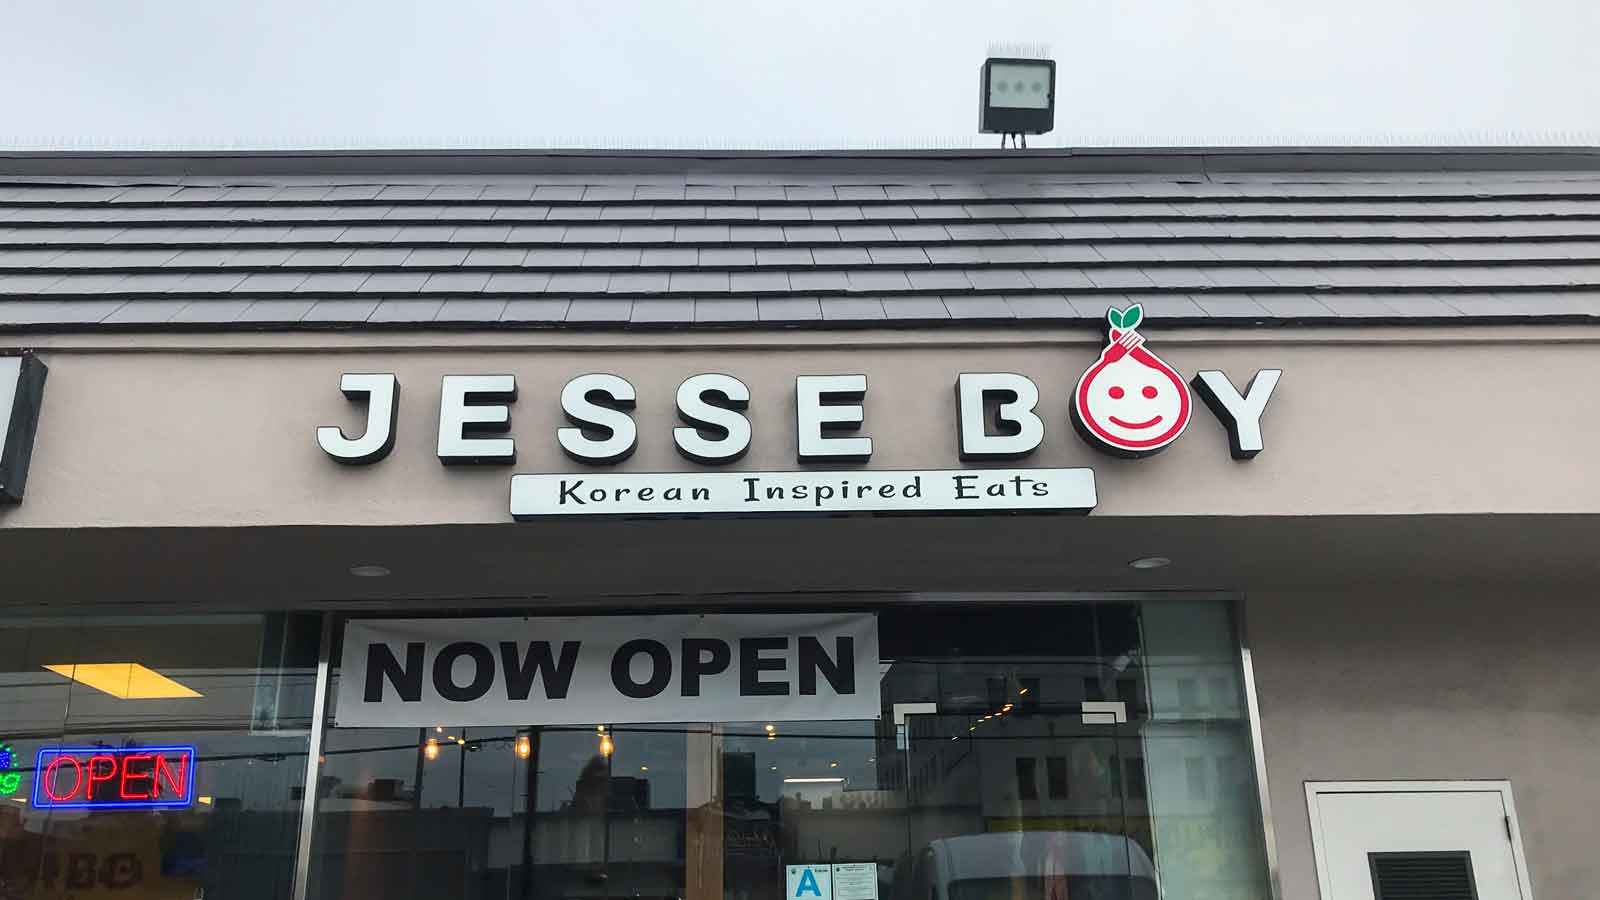 JESSE BOY
Korean Inspired Eats
NOW OPEN
OPEN
A